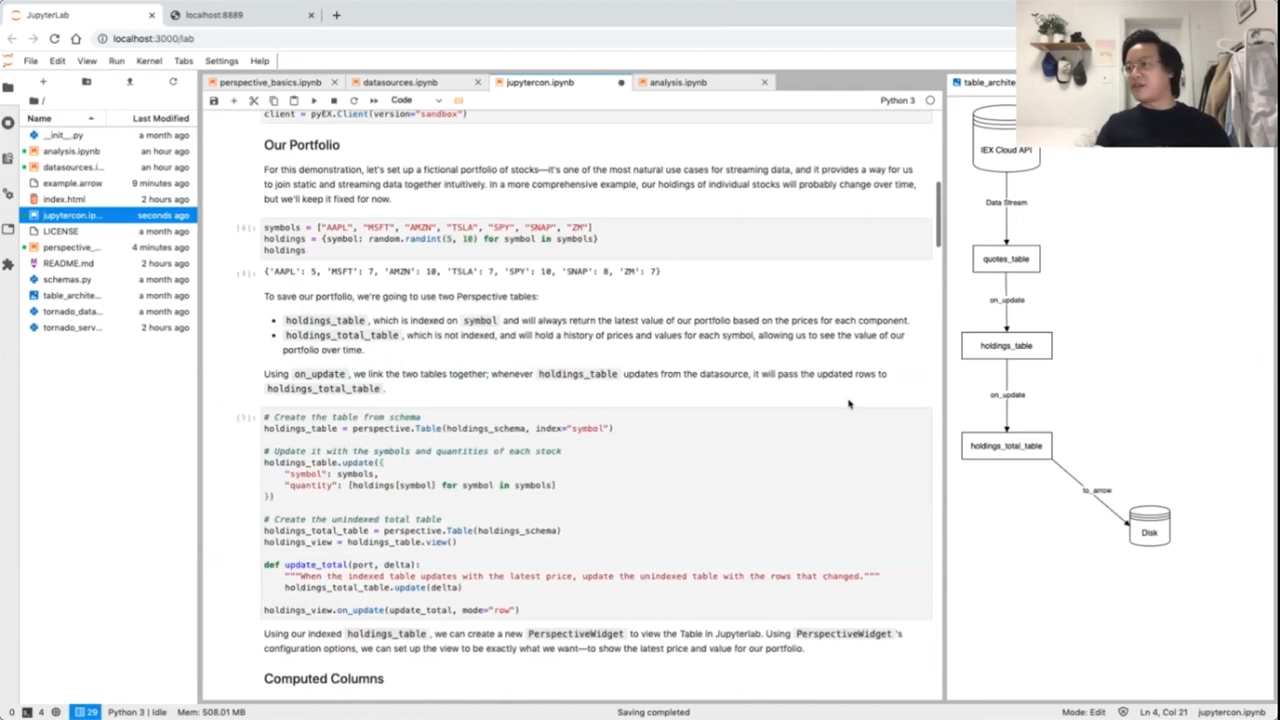 JupyterLab
localhost:8889
localhost:3000/lab
File Edit View Run Kernel Tabs Settings Help
perspective_basics.ipynb
datasources.ipynb
jupytercon.ipynb
analysis.ipynb
Code
Python 3
/
Name Last Modified
__init__.py a month ago
analysis.ipynb an hour ago
datasources.i... an hour ago
example.arrow 9 minutes ago
index.html 2 hours ago
jupytercon.ip... seconds ago
LICENSE a month ago
perspective_... 4 minutes ago
README.md 2 hours ago
schemas.py a month ago
table_archite... a month ago
tornado_data... a month ago
tornado_serv... 2 hours ago
client = pyEX.Client(version="sandbox")
Our Portfolio
For this demonstration, let's set up a fictional portfolio of stocks—it's one of the most natural use cases for streaming data, and it provides a way for us
to join static and streaming data together intuitively. In a more comprehensive example, our holdings of individual stocks will probably change over time,
but we'll keep it fixed for now.
symbols = ["AAPL", "MSFT", "AMZN", "TSLA", "SPY", "SNAP", "ZM"]
holdings = {symbol: random.randint(5, 10) for symbol in symbols}
holdings
{'AAPL': 5, 'MSFT': 7, 'AMZN': 10, 'TSLA': 7, 'SPY': 10, 'SNAP': 8, 'ZM': 7}
To save our portfolio, we're going to use two Perspective tables:
holdings_table, which is indexed on symbol and will always return the latest value of our portfolio based on the prices for each component.
holdings_total_table, which is not indexed, and will hold a history of prices and values for each symbol, allowing us to see the value of our
portfolio over time.
Using on_update, we link the two tables together; whenever holdings_table updates from the datasource, it will pass the updated rows to
holdings_total_table.
[5]:
# Create the table from schema
holdings_table = perspective.Table(holdings_schema, index="symbol")
# Update it with the symbols and quantities of each stock
holdings_table.update({
"symbol": symbols,
"quantity": [holdings[symbol] for symbol in symbols]
})
# Create the unindexed total table
holdings_total_table = perspective.Table(holdings_schema)
holdings_view = holdings_table.view()
def update_total(port, delta):
"""When the indexed table updates with the latest price, update the unindexed table with the rows that changed."""
holdings_total_table.update(delta)
holdings_view.on_update(update_total, mode="row")
Using our indexed holdings_table, we can create a new PerspectiveWidget to view the Table in Jupyterlab. Using PerspectiveWidget's
configuration options, we can set up the view to be exactly what we want—to show the latest price and value for our portfolio.
Computed Columns
table_archite
IEX Cloud API
Data Stream
quotes_table
on_update
holdings_table
on_update
holdings_total_table
to_arrow
Disk
0 4 29 Python 3 | Idle Mem: 508.01 MB
Saving completed
Mode: Edit Ln 4, Col 21 jupytercon.ipynb